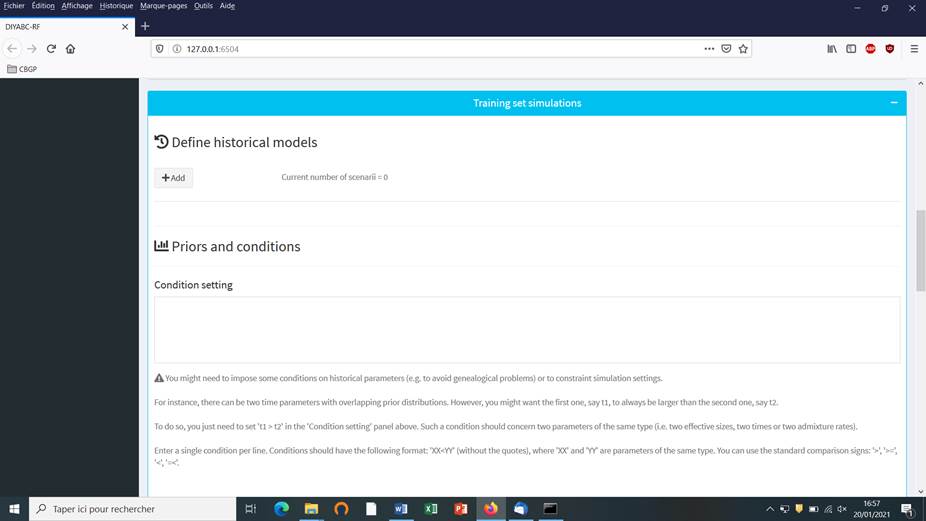 Fichier Édition Affichage Historique Marque-pages Outils Aide
DIYABC-RF
127.0.0.1:6504
CBGP
Training set simulations
Define historical models
Add
Current number of scenarii = 0
Priors and conditions
Condition setting
You might need to impose some conditions on historical parameters (e.g. to avoid genealogical problems) or to constraint simulation settings.
For instance, there can be two time parameters with overlapping prior distributions. However, you might want the first one, say t1, to always be larger than the second one, say t2.
To do so, you just need to set 't1 > t2' in the 'Condition setting' panel above. Such a condition should concern two parameters of the same type (i.e. two effective sizes, two times or two admixture rates).
Enter a single condition per line. Conditions should have the following format: 'XX<YY' (without the quotes), where 'XX' and 'YY' are parameters of the same type. You can use the standard comparison signs: '>', '>=',
'<', '=<'.
Taper ici pour rechercher
16:57
20/01/2021